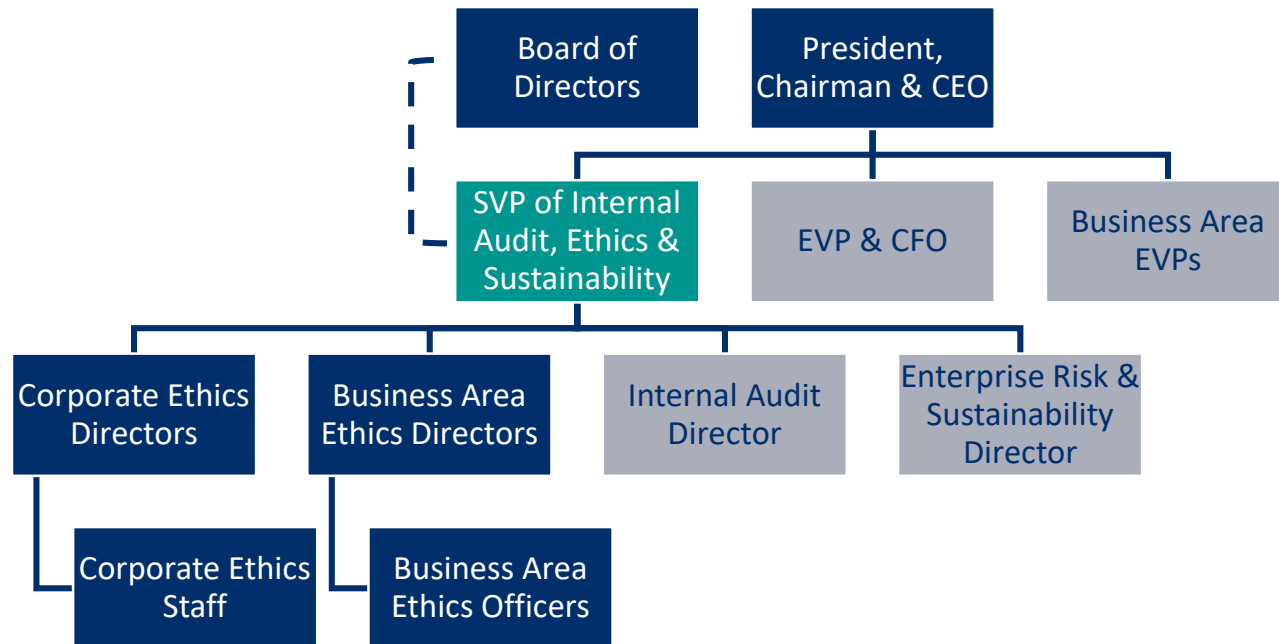 Board of
Directors
President,
Chairman & CEO
SVP of Internal
Audit, Ethics &
Sustainability
EVP & CFO
Business Area
EVPs
Corporate Ethics
Directors
Business Area
Ethics Directors
Internal Audit
Director
Enterprise Risk &
Sustainability
Director
Corporate Ethics
Staff
Business Area
Ethics Officers